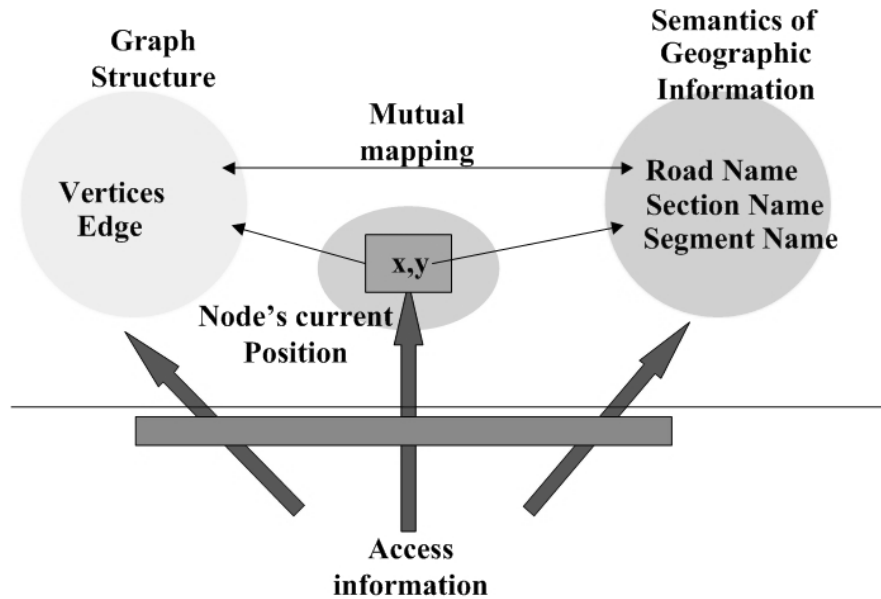 Graph
Structure
Semantics of
Geographic
Information
Mutual
mapping
Vertices
Edge
Road Name
Section Name
Segment Name
x,y
Node's current
Position
Access
information